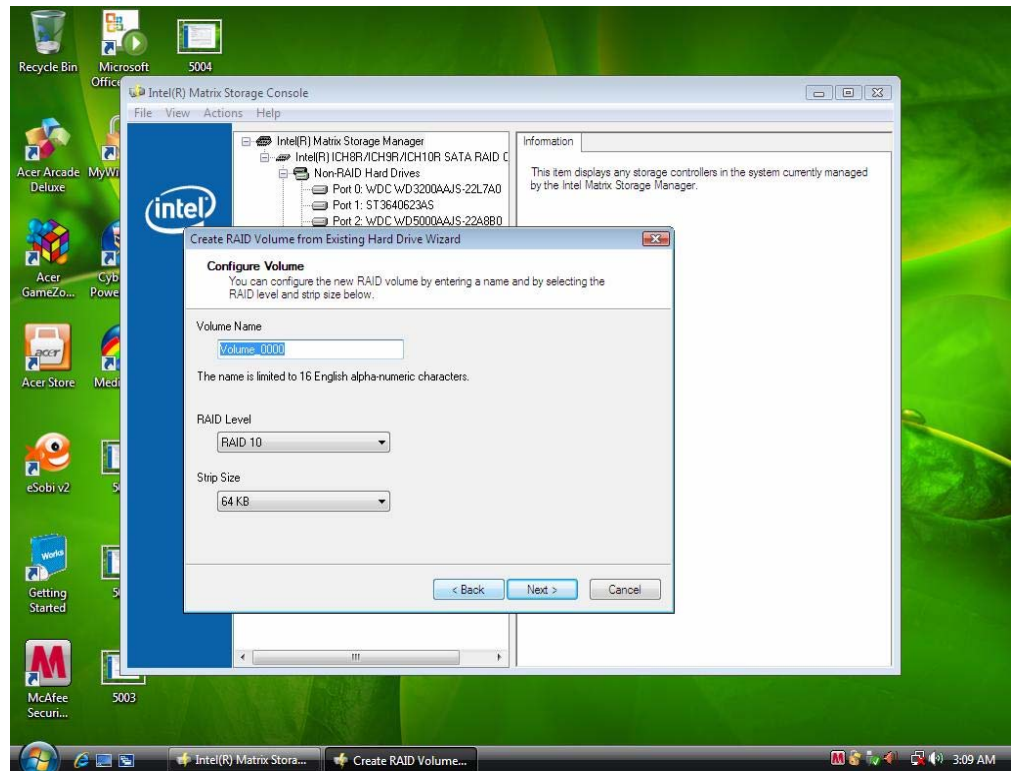 Recycle Bin
Microsoft
Office
5004
Intel(R) Matrix Storage Console
File View Actions Help
Intel(R) Matrix Storage Manager
Intel(R) ICH8R/ICH9R/ICH10R SATA RAID C
Non-RAID Hard Drives
Port 0: WDC WD3200AAJS-22L7A0
Port 1: ST3640623AS
Port 2: WDC WD5000AAJS-22A8B0
Information
This item displays any storage controllers in the system currently managed
by the Intel Matrix Storage Manager.
intel
Acer Arcade
Deluxe
MyWi
Acer
GameZo...
Cyb
Powe
acer
Acer Store
Medi
eSobi v2
Works
Getting
Started
McAfee
Securi...
5003
Create RAID Volume from Existing Hard Drive Wizard
Configure Volume
You can configure the new RAID volume by entering a name and by selecting the
RAID level and strip size below.
Volume Name
Volume_0000
The name is limited to 16 English alpha-numeric characters.
RAID Level
RAID 10
Strip Size
64 KB
< Back
Next >
Cancel
Intel(R) Matrix Stora...
Create RAID Volume...
3:09 AM